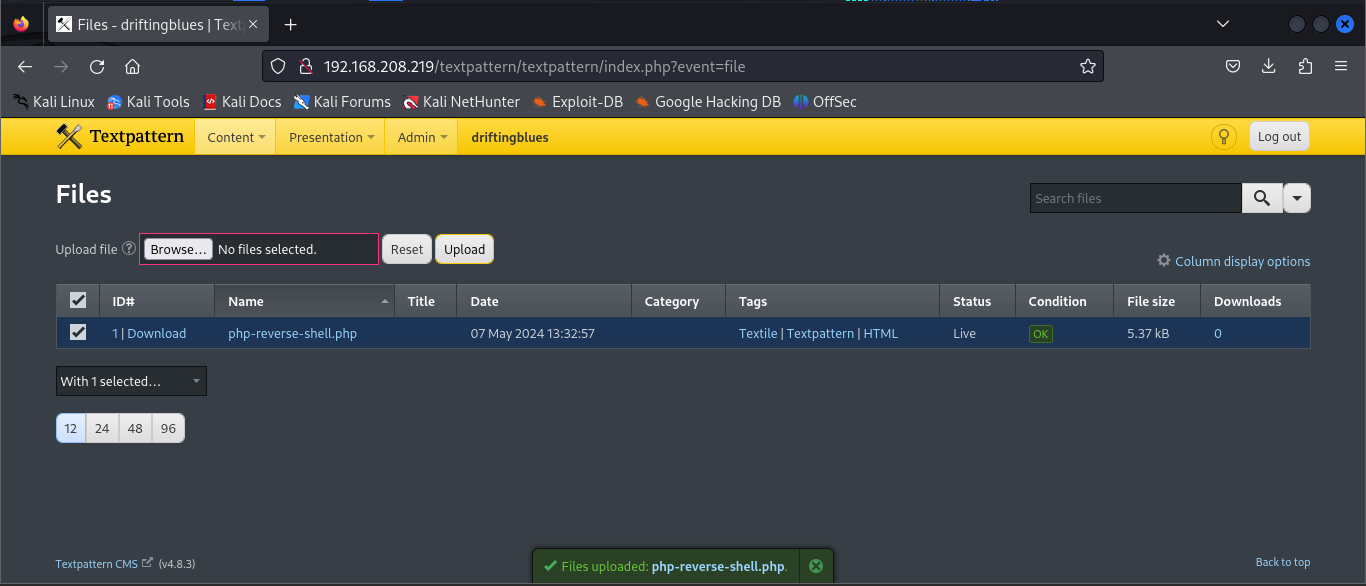 Files - driftingblues | Text
192.168.208.219/textpattern/textpattern/index.php?event=file
Kali Linux Kali Tools Kali Docs Kali Forums Kali NetHunter Exploit-DB Google Hacking DB OffSec
Textpattern Content Presentation Admin driftingblues Log out
Files
Search files
Upload file ? Browse... No files selected. Reset Upload
Column display options
ID# Name Title Date Category Tags Status Condition File size Downloads
1 | Download php-reverse-shell.php 07 May 2024 13:32:57 Textile | Textpattern | HTML Live OK 5.37 kB 0
With 1 selected...
12 24 48 96
Textpattern CMS (v4.8.3)
Files uploaded: php-reverse-shell.php.
Back to top